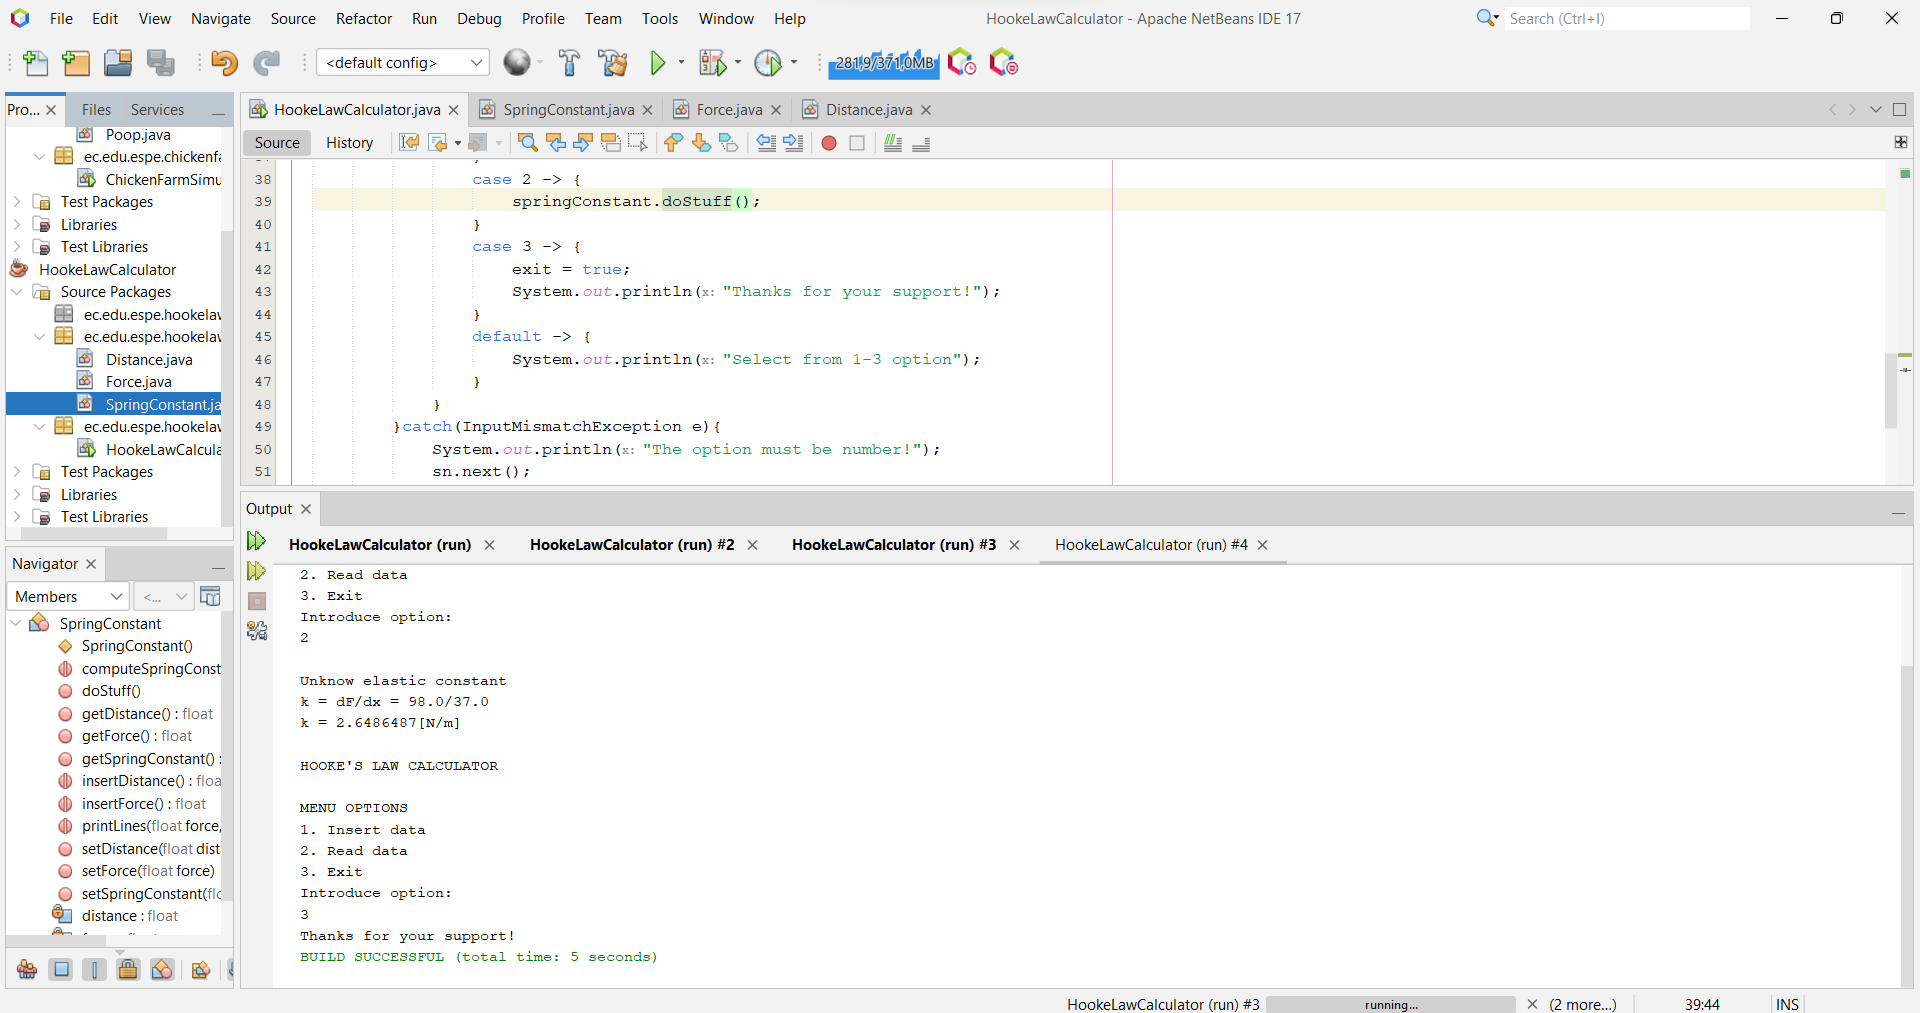 File Edit View Navigate Source Refactor Run Debug Profile Team Tools Window Help
HookeLawCalculator - Apache NetBeans IDE 17
Search (Ctrl+I)
<default config>
281,9/371,0MB
Pro... Files Services
Poop.java
ec.edu.espe.chickenfa
ChickenFarmSimu
Test Packages
Libraries
Test Libraries
HookeLawCalculator
Source Packages
ec.edu.espe.hookelaw
ec.edu.espe.hookelaw
Distance.java
Force.java
SpringConstant.ja
ec.edu.espe.hookelaw
HookeLawCalcula
Test Packages
Libraries
Test Libraries
Navigator
Members <...
SpringConstant
SpringConstant()
computeSpringConst
doStuff()
getDistance() : float
getForce() : float
getSpringConstant() :
insertDistance() : floa
insertForce() : float
printLines(float force,
setDistance(float dist
setForce(float force)
setSpringConstant(flo
distance : float
HookeLawCalculator.java SpringConstant.java Force.java Distance.java
Source History
38 case 2 -> {
39 springConstant.doStuff();
40 }
41 case 3 -> {
42 exit = true;
43 System.out.println(x: "Thanks for your support!");
44 }
45 default -> {
46 System.out.println(x: "Select from 1-3 option");
47 }
48 }
49 }catch(InputMismatchException e){
50 System.out.println(x: "The option must be number!");
51 sn.next();
Output
HookeLawCalculator (run) HookeLawCalculator (run) #2 HookeLawCalculator (run) #3 HookeLawCalculator (run) #4
2. Read data
3. Exit
Introduce option:
2
Unknow elastic constant
k = dF/dx = 98.0/37.0
k = 2.6486487[N/m]
HOOKE'S LAW CALCULATOR
MENU OPTIONS
1. Insert data
2. Read data
3. Exit
Introduce option:
3
Thanks for your support!
BUILD SUCCESSFUL (total time: 5 seconds)
HookeLawCalculator (run) #3 running... (2 more...) 39:44 INS